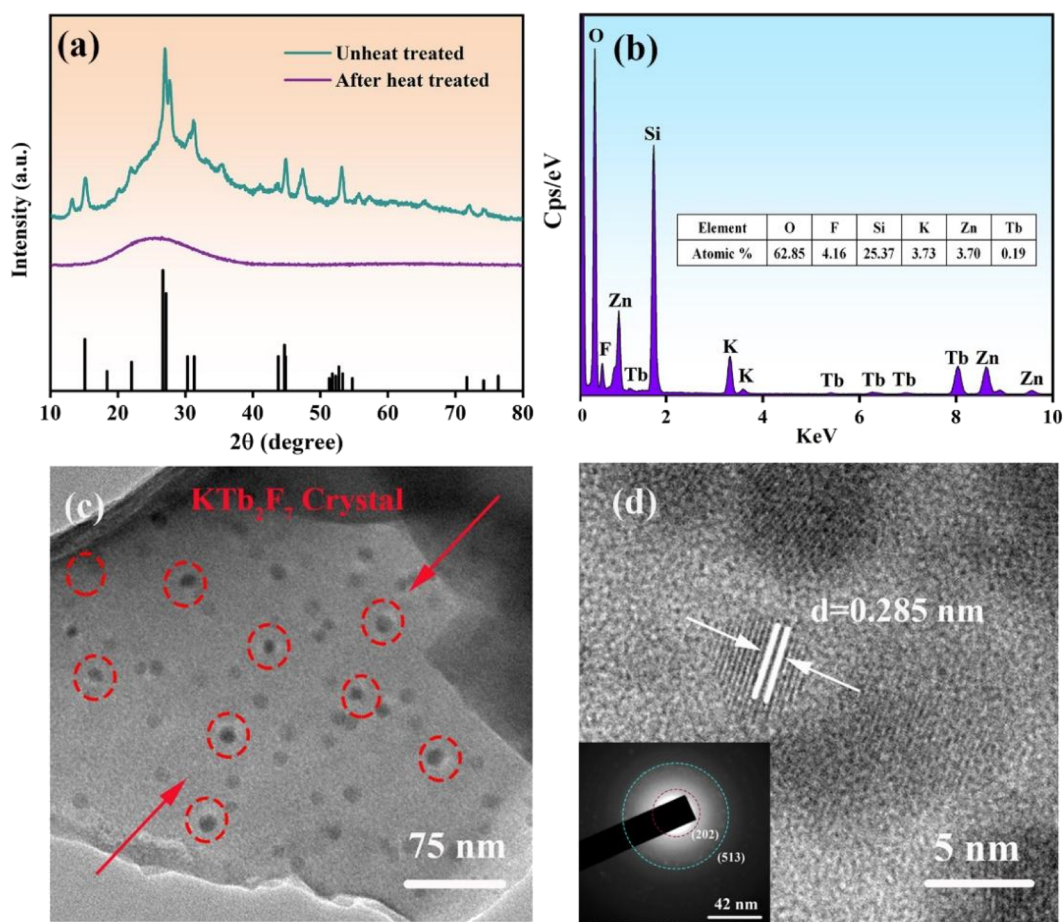 (a)
Unheat treated
After heat treated
Intensity (a.u.)
10 20 30 40 50 60 70 80
2θ (degree)
(b)
O
Si
Zn
F
Tb
K
K
Tb
Tb
Tb
Tb
Zn
Zn
Cps/eV
Element O F Si K Zn Tb
Atomic % 62.85 4.16 25.37 3.73 3.70 0.19
0 2 4 6 8 10
KeV
(c)
KTb₂F₇ Crystal
75 nm
(d)
d=0.285 nm
(202)
(513)
42 nm
5 nm